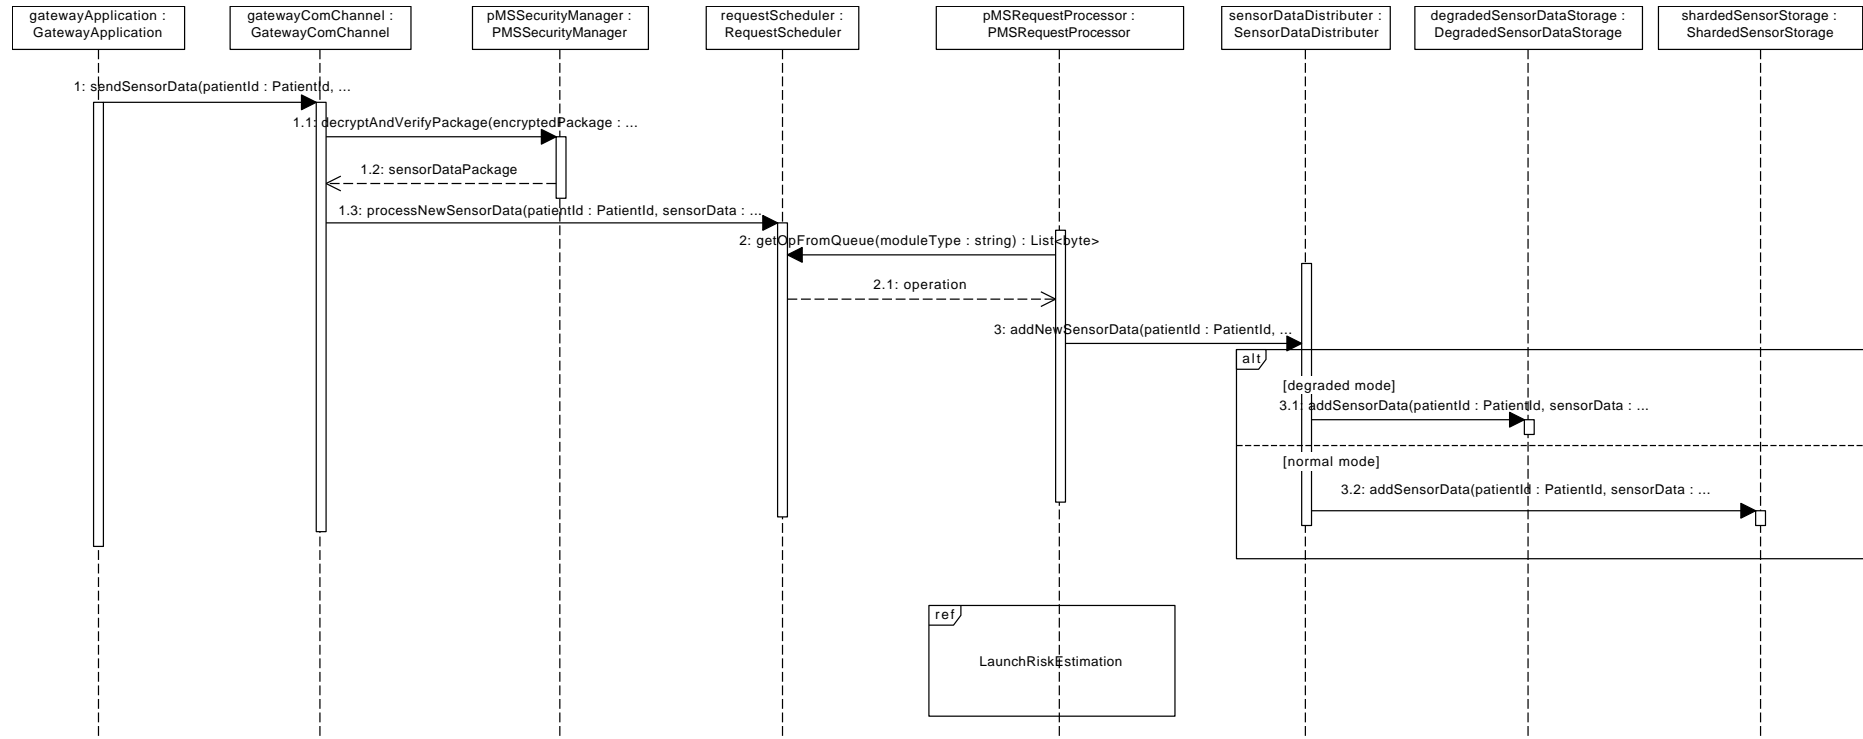 gatewayApplication :
GatewayApplication
gatewayComChannel :
GatewayComChannel
pMSSecurityManager :
PMSSecurityManager
requestScheduler :
RequestScheduler
pMSRequestProcessor :
PMSRequestProcessor
sensorDataDistributer :
SensorDataDistributer
degradedSensorDataStorage :
DegradedSensorDataStorage
shardedSensorStorage :
ShardedSensorStorage
1: sendSensorData(patientId : PatientId, ...
1.1: decryptAndVerifyPackage(encryptedPackage : ...
1.2: sensorDataPackage
1.3: processNewSensorData(patientId : PatientId, sensorData : ...
2: getOpFromQueue(moduleType : string) : List<byte>
2.1: operation
3: addNewSensorData(patientId : PatientId, ...
alt
[degraded mode]
3.1: addSensorData(patientId : PatientId, sensorData : ...
[normal mode]
3.2: addSensorData(patientId : PatientId, sensorData : ...
ref
LaunchRiskEstimation